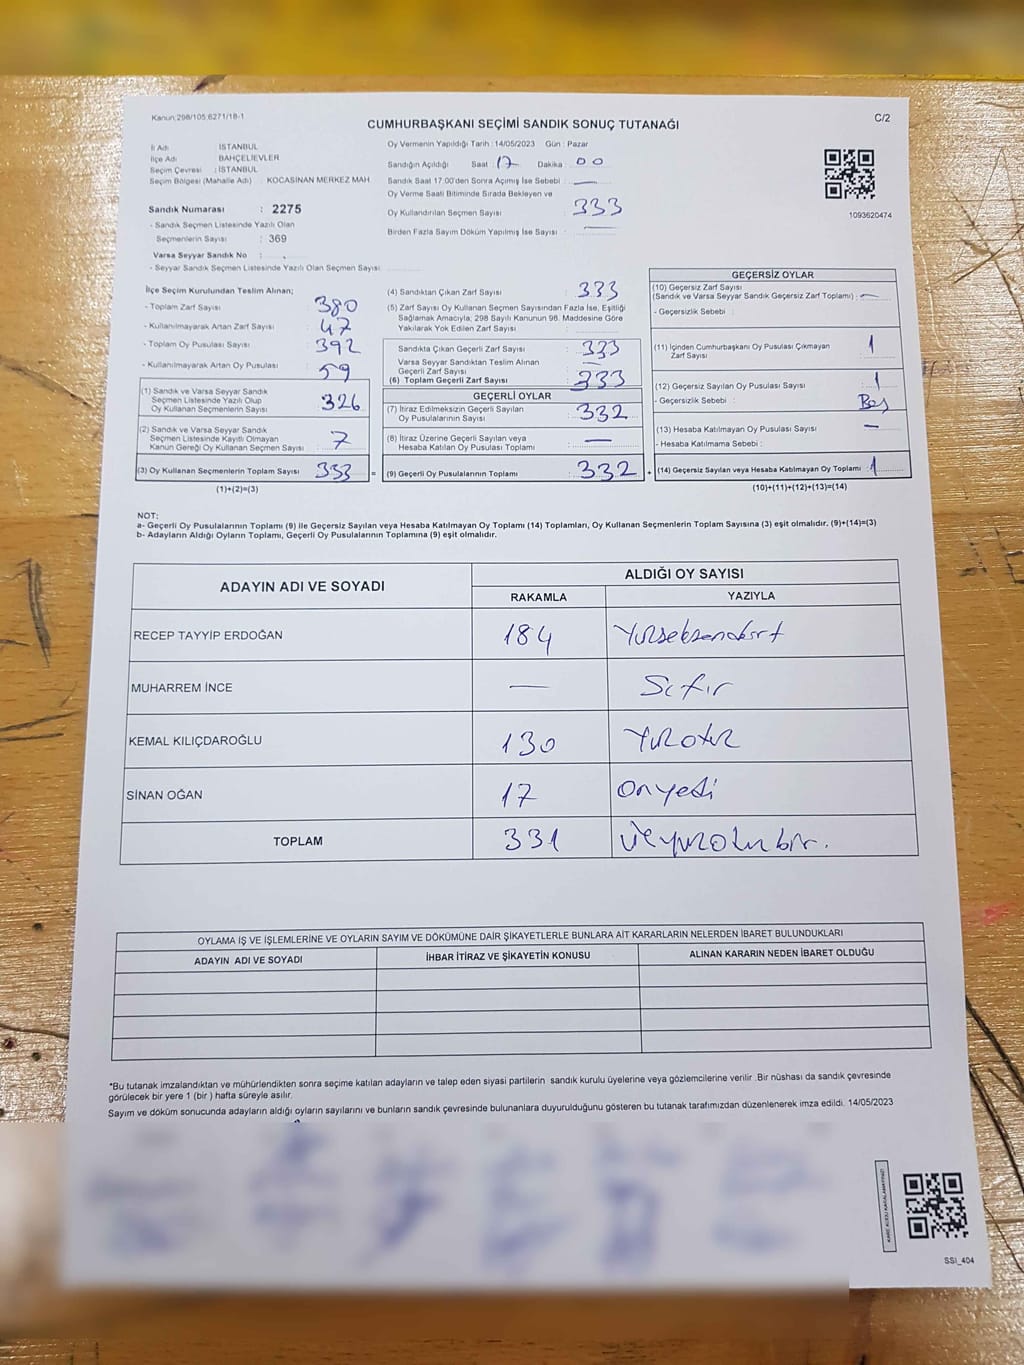 Kanun:298/105;6271/18-1
C/2
CUMHURBAŞKANI SEÇİMİ SANDIK SONUÇ TUTANAĞI
İl Adı : İSTANBUL
İlçe Adı : BAHÇELİEVLER
Seçim Çevresi : İSTANBUL
Seçim Bölgesi (Mahalle Adı) : KOCASİNAN MERKEZ MAH
Sandık Numarası : 2275
- Sandık Seçmen Listesinde Yazılı Olan
Seçmenlerin Sayısı : 369
Varsa Seyyar Sandık No :
- Seyyar Sandık Seçmen Listesinde Yazılı Olan Seçmen Sayısı:
Oy Vermenin Yapıldığı Tarih : 14/05/2023 Gün : Pazar
Sandığın Açıldığı Saat : 17 Dakika : 00
Sandık Saat 17:00'den Sonra Açımış İse Sebebi : —
Oy Verme Saati Bitiminde Sırada Bekleyen ve
Oy Kullandırılan Seçmen Sayısı : 333
Birden Fazla Sayım Döküm Yapılmış İse Sayısı : —
1093620474
İlçe Seçim Kurulundan Teslim Alınan;
- Toplam Zarf Sayısı : 380
- Kullanılmayarak Artan Zarf Sayısı : 47
- Toplam Oy Pusulası Sayısı : 392
- Kullanılmayarak Artan Oy Pusulası : 59
(1) Sandık ve Varsa Seyyar Sandık
Seçmen Listesinde Yazılı Olup
Oy Kullanan Seçmenlerin Sayısı : 326
(2) Sandık ve Varsa Seyyar Sandık
Seçmen Listesinde Kayıtlı Olmayan
Kanun Gereği Oy Kullanan Seçmen Sayısı : 7
(3) Oy Kullanan Seçmenlerin Toplam Sayısı : 333 =
(1)+(2)=(3)
(4) Sandıktan Çıkan Zarf Sayısı : 333
(5) Zarf Sayısı Oy Kullanan Seçmen Sayısından Fazla İse, Eşitliği
Sağlamak Amacıyla; 298 Sayılı Kanunun 98. Maddesine Göre
Yakılarak Yok Edilen Zarf Sayısı :
Sandıkta Çıkan Geçerli Zarf Sayısı : 333
Varsa Seyyar Sandıktan Teslim Alınan
Geçerli Zarf Sayısı : —
(6) Toplam Geçerli Zarf Sayısı : 333
GEÇERLİ OYLAR
(7) İtiraz Edilmeksizin Geçerli Sayılan
Oy Pusulalarının Sayısı : 332
(8) İtiraz Üzerine Geçerli Sayılan veya
Hesaba Katılan Oy Pusulası Toplamı : —
(9) Geçerli Oy Pusulalarının Toplamı : 332 +
GEÇERSİZ OYLAR
(10) Geçersiz Zarf Sayısı
(Sandık ve Varsa Seyyar Sandık Geçersiz Zarf Toplamı) : —
- Geçersizlik Sebebi :
(11) İçinden Cumhurbaşkanı Oy Pusulası Çıkmayan
Zarf Sayısı : 1
(12) Geçersiz Sayılan Oy Pusulası Sayısı : 1
- Geçersizlik Sebebi : Boş
(13) Hesaba Katılmayan Oy Pusulası Sayısı : —
- Hesaba Katılmama Sebebi :
(14) Geçersiz Sayılan veya Hesaba Katılmayan Oy Toplamı : 1
(10)+(11)+(12)+(13)=(14)
NOT:
a- Geçerli Oy Pusulalarının Toplamı (9) ile Geçersiz Sayılan veya Hesaba Katılmayan Oy Toplamı (14) Toplamları, Oy Kullanan Seçmenlerin Toplam Sayısına (3) eşit olmalıdır. (9)+(14)=(3)
b- Adayların Aldığı Oyların Toplamı, Geçerli Oy Pusulalarının Toplamına (9) eşit olmalıdır.
ADAYIN ADI VE SOYADI
ALDIĞI OY SAYISI
RAKAMLA YAZIYLA
RECEP TAYYİP ERDOĞAN 184 Yüzseksendört
MUHARREM İNCE — Sıfır
KEMAL KILIÇDAROĞLU 130 Yüzotuz
SİNAN OĞAN 17 Onyedi
TOPLAM 331 Üçyüzotuzbir.
OYLAMA İŞ VE İŞLEMLERİNE VE OYLARIN SAYIM VE DÖKÜMÜNE DAİR ŞİKAYETLERLE BUNLARA AİT KARARLARIN NELERDEN İBARET BULUNDUKLARI
ADAYIN ADI VE SOYADI İHBAR İTİRAZ VE ŞİKAYETİN KONUSU ALINAN KARARIN NEDEN İBARET OLDUĞU
*Bu tutanak imzalandıktan ve mühürlendikten sonra seçime katılan adayların ve talep eden siyasi partilerin sandık kurulu üyelerine veya gözlemcilerine verilir .Bir nüshası da sandık çevresinde
görülecek bir yere 1 (bir ) hafta süreyle asılır.
Sayım ve döküm sonucunda adayların aldığı oyların sayılarını ve bunların sandık çevresinde bulunanlara duyurulduğunu gösteren bu tutanak tarafımızdan düzenlenerek imza edildi. 14/05/2023
KARE KODU KARALAMAYINIZ!
SSI_404